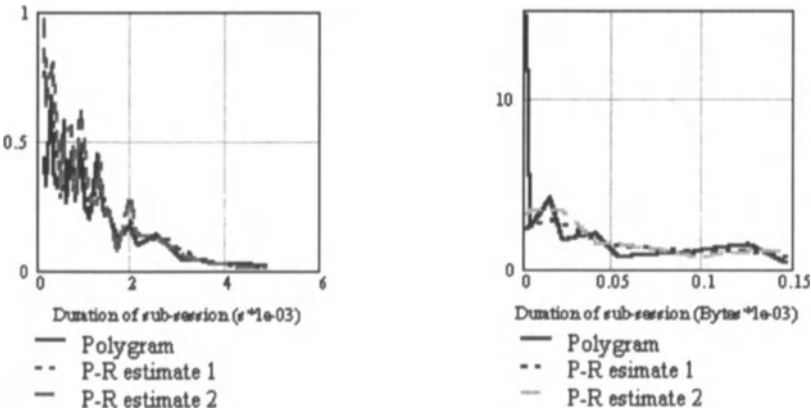 1
0.5
0
0
2
4
6
Duration of sub-session (s*1e-03)
Polygram
P-R estimate 1
P-R estimate 2
10
0
0
0.05
0.1
0.15
Duration of sub-session (Bytes*1e-03)
Polygram
P-R esimate 1
P-R estimate 2